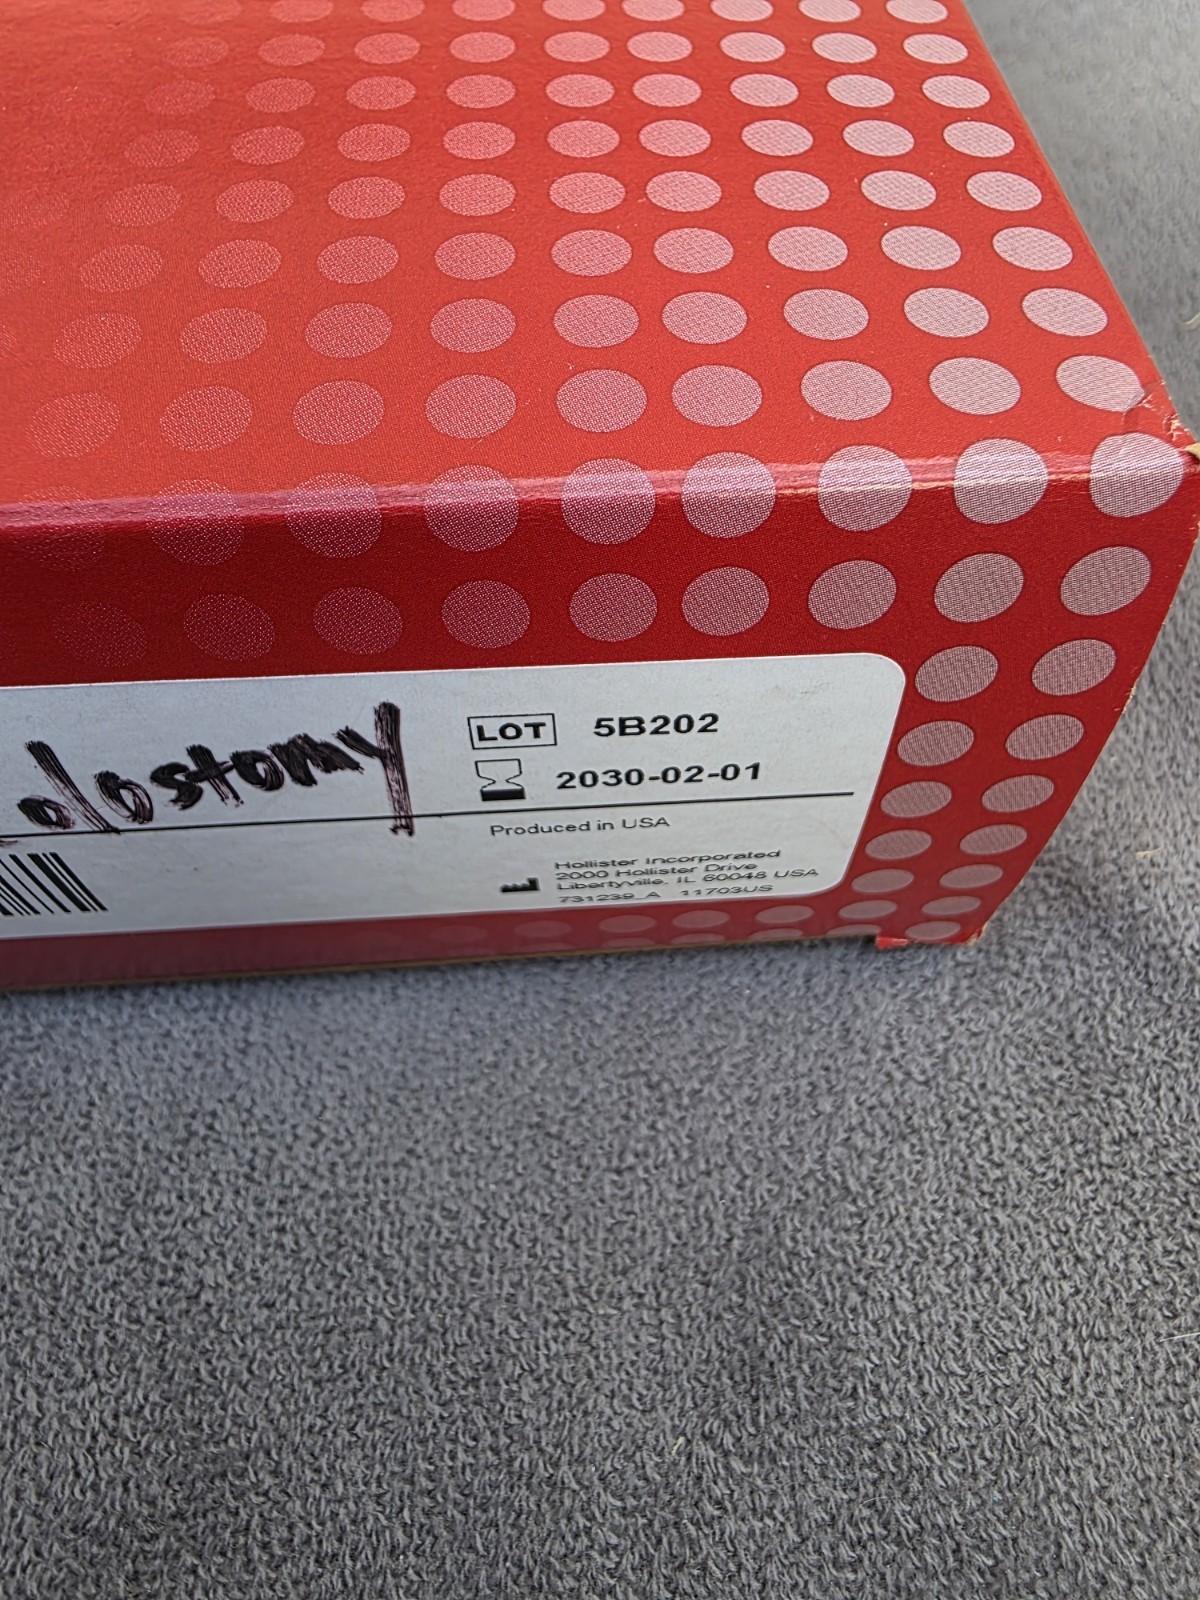 LOT 5B202
2030-02-01
olostomy
Produced in USA
Hollister Incorporated
2000 Hollister Drive
Libertyville, IL 60048 USA
731239_A 11703US